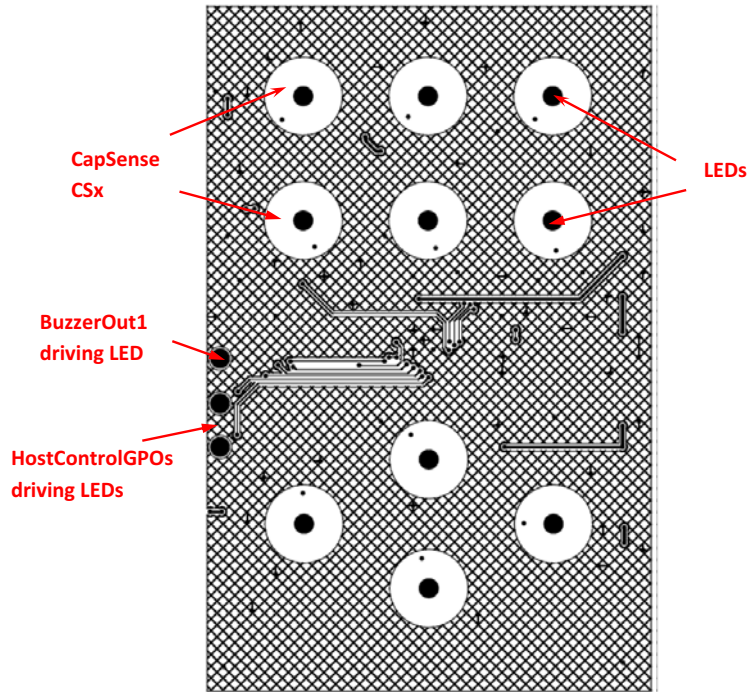 CapSense
CSx
LEDs
BuzzerOut1
driving LED
HostControlGPOs
driving LEDs